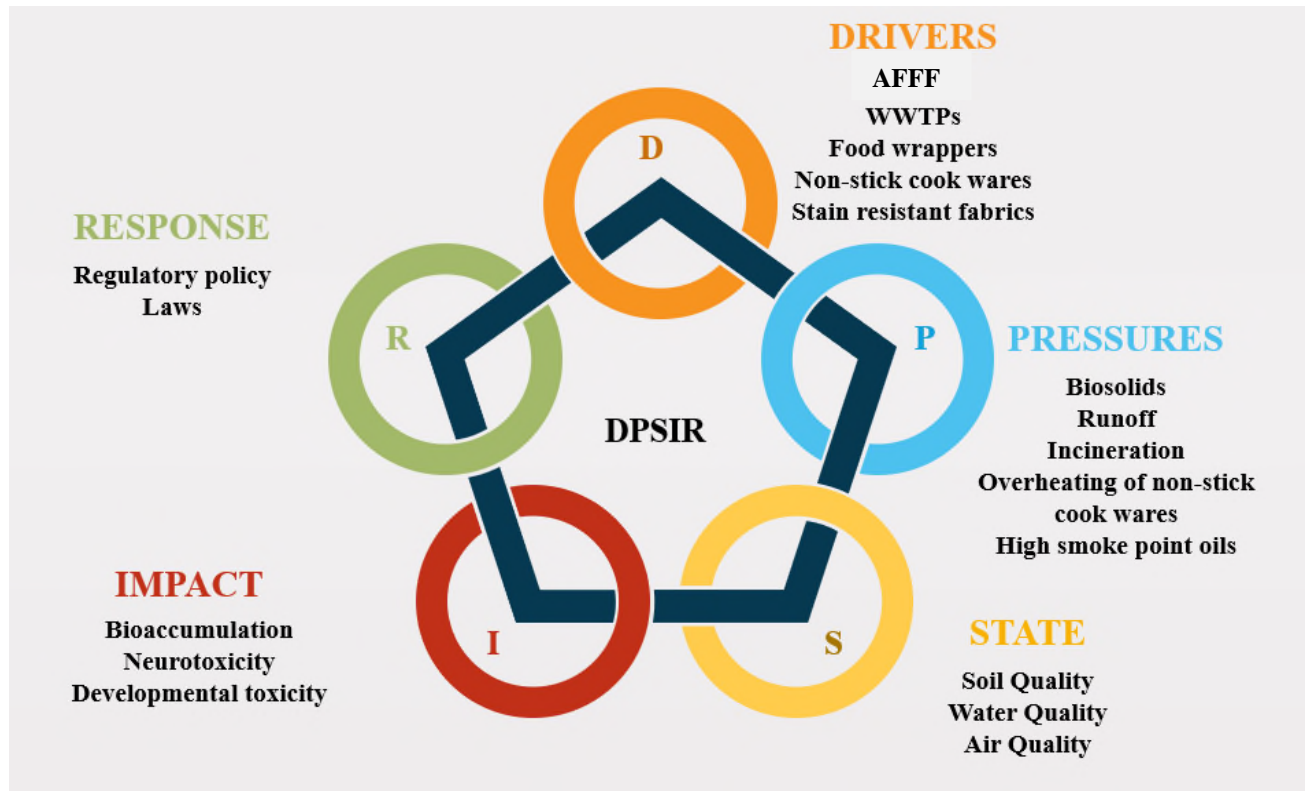 DRIVERS
AFFF
WWTPs
Food wrappers
Non-stick cook wares
Stain resistant fabrics
D
RESPONSE
Regulatory policy
Laws
R
P
PRESSURES
Biosolids
Runoff
Incineration
Overheating of non-stick
cook wares
High smoke point oils
DPSIR
IMPACT
Bioaccumulation
Neurotoxicity
Developmental toxicity
I
S
STATE
Soil Quality
Water Quality
Air Quality